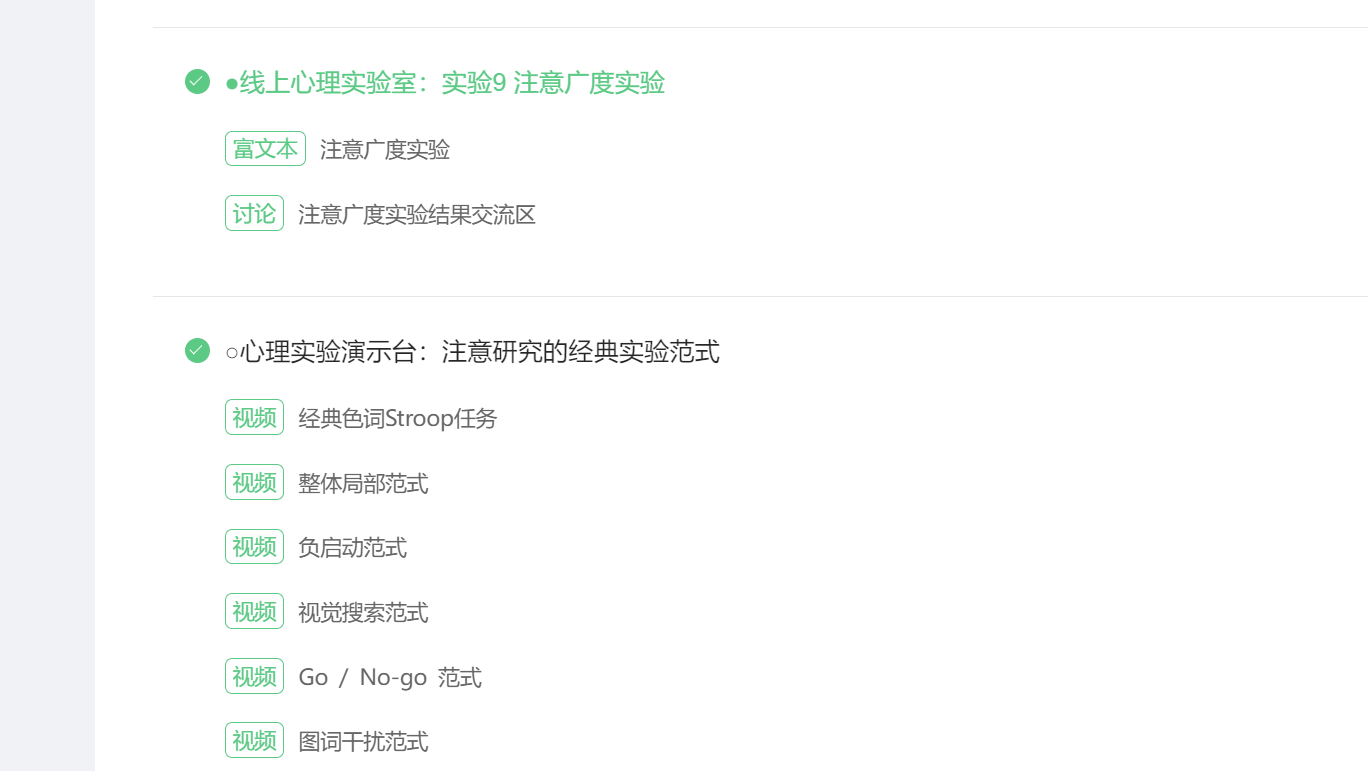 ●线上心理实验室：实验9 注意广度实验
富文本 注意广度实验
讨论 注意广度实验结果交流区
○心理实验演示台：注意研究的经典实验范式
视频 经典色词Stroop任务
视频 整体局部范式
视频 负启动范式
视频 视觉搜索范式
视频 Go / No-go 范式
视频 图词干扰范式